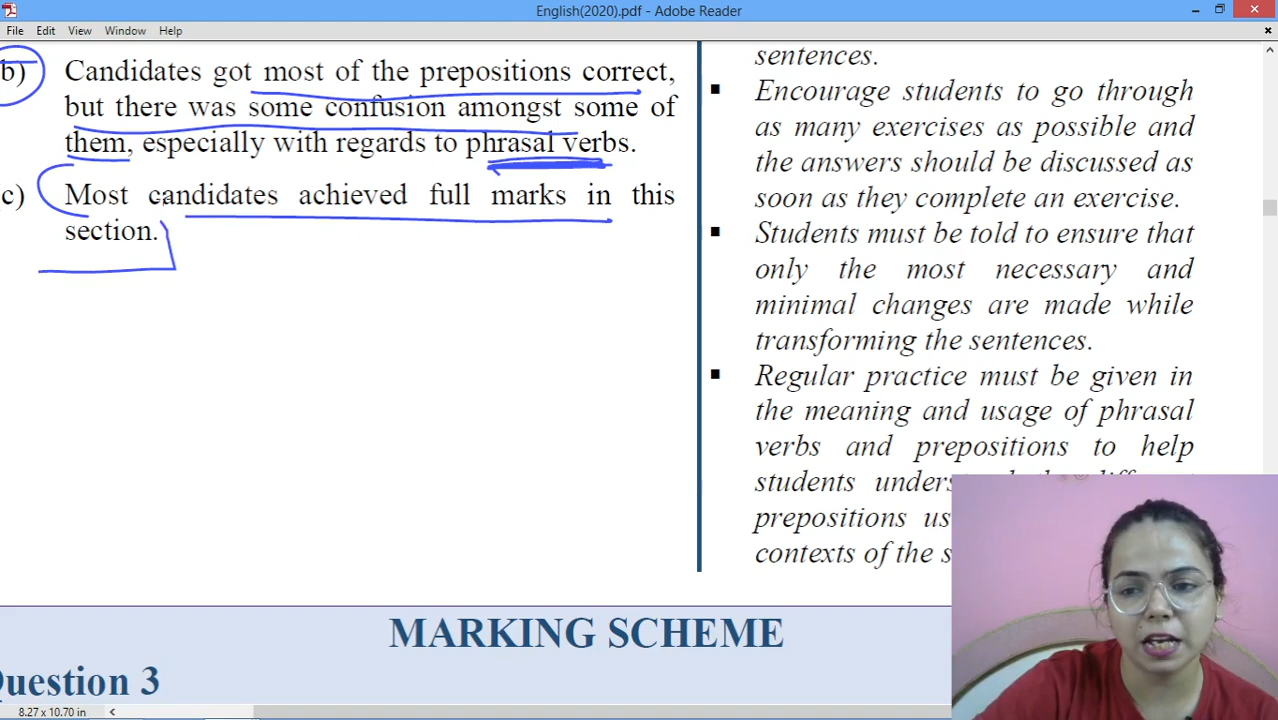 English(2020).pdf - Adobe Reader
File Edit View Window Help
b) Candidates got most of the prepositions correct,
but there was some confusion amongst some of
them, especially with regards to phrasal verbs.
c) Most candidates achieved full marks in this
section.
sentences.
■ Encourage students to go through
as many exercises as possible and
the answers should be discussed as
soon as they complete an exercise.
■ Students must be told to ensure that
only the most necessary and
minimal changes are made while
transforming the sentences.
■ Regular practice must be given in
the meaning and usage of phrasal
verbs and prepositions to help
students
prepositions
contexts of the
MARKING SCHEME
uestion 3
8.27 x 10.70 in